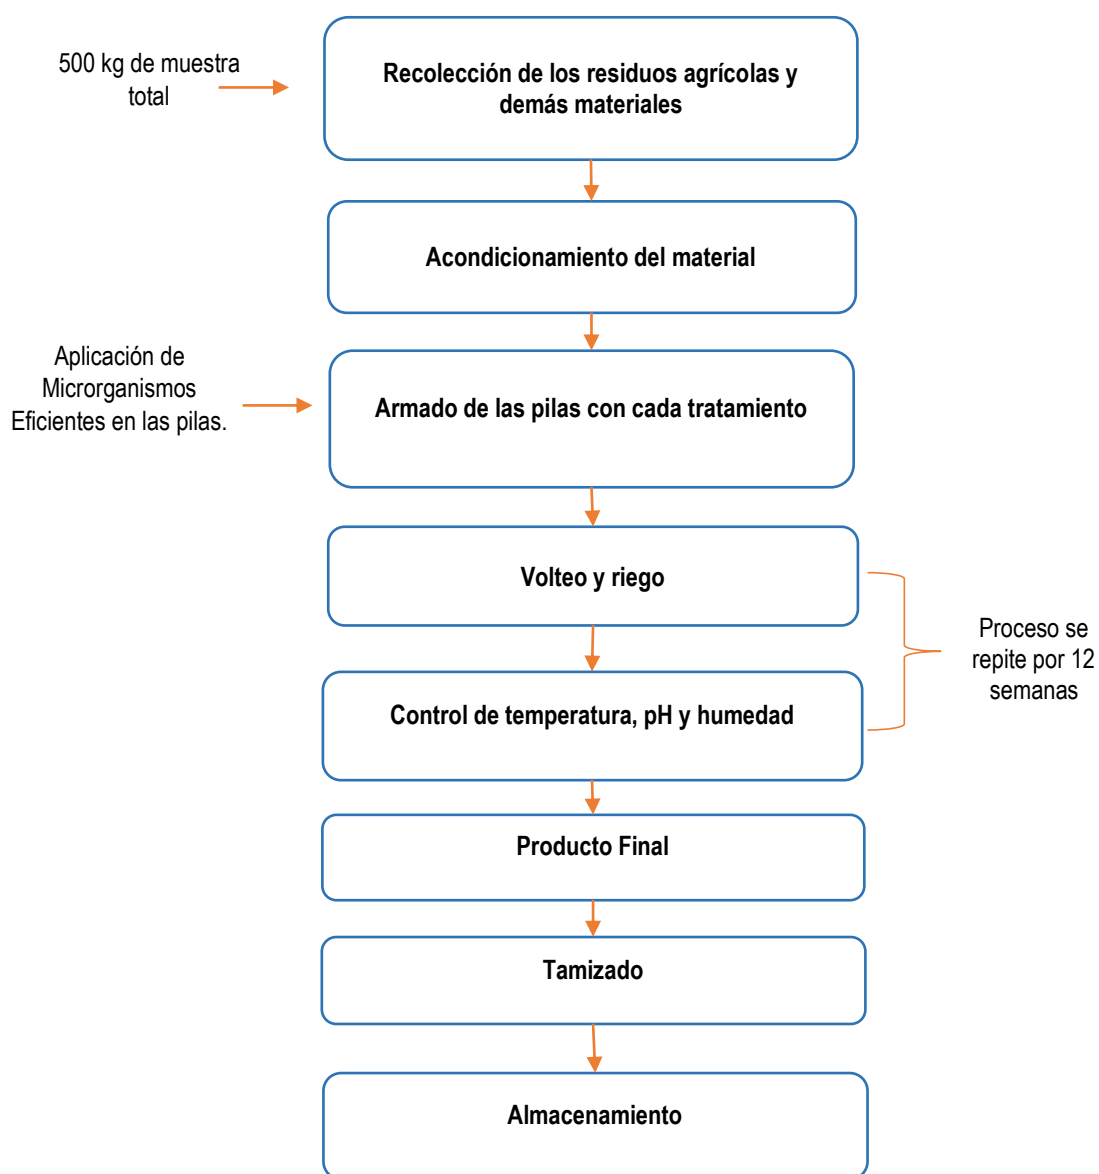 500 kg de muestra
total
Recolección de los residuos agrícolas y
demás materiales
Acondicionamiento del material
Aplicación de
Microrganismos
Eficientes en las pilas.
Armado de las pilas con cada tratamiento
Volteo y riego
Proceso se
repite por 12
semanas
Control de temperatura, pH y humedad
Producto Final
Tamizado
Almacenamiento